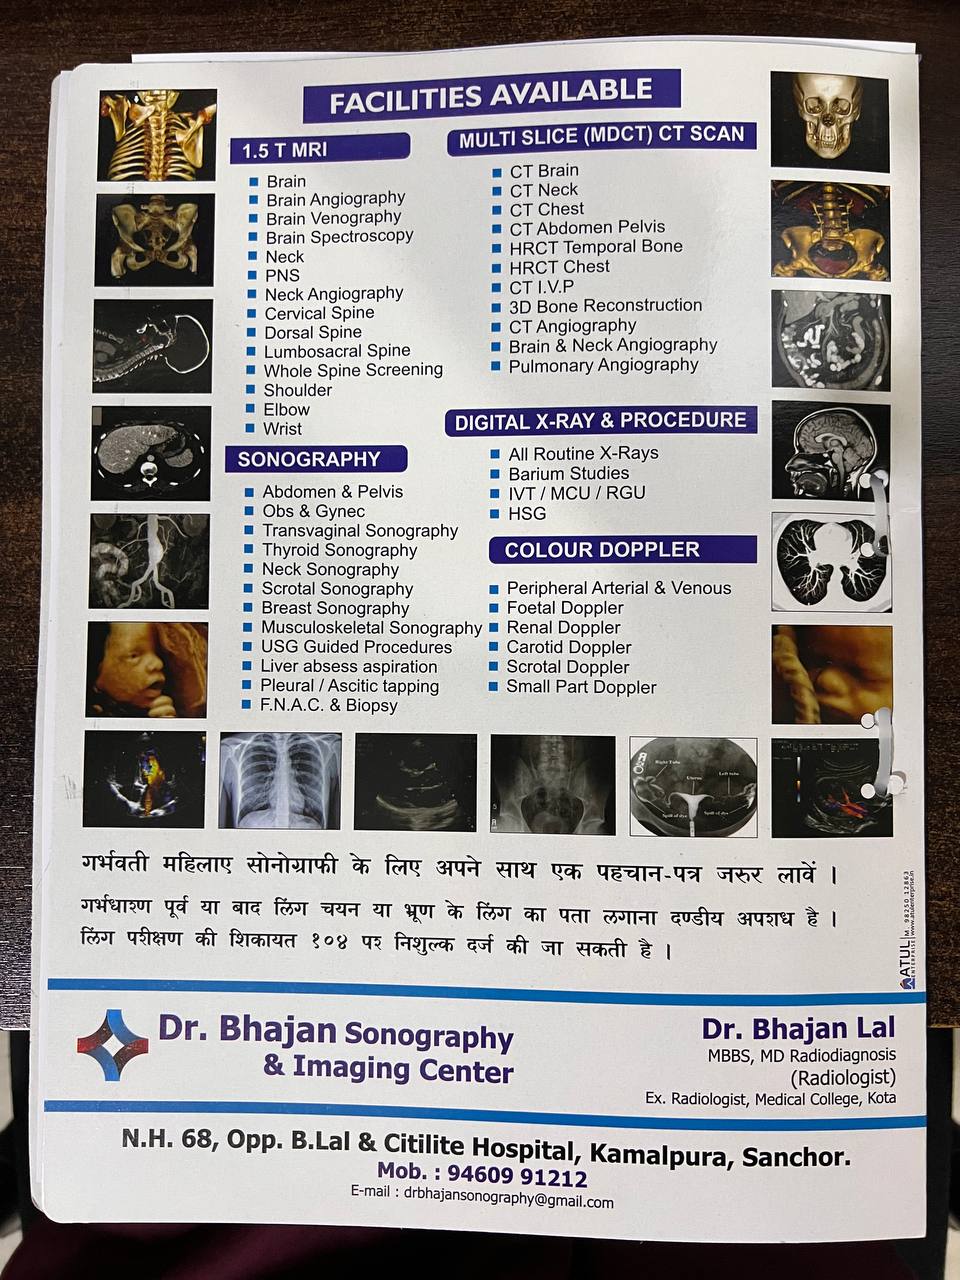 FACILITIES AVAILABLE
1.5 T MRI
Brain
Brain Angiography
Brain Venography
Brain Spectroscopy
Neck
PNS
Neck Angiography
Cervical Spine
Dorsal Spine
Lumbosacral Spine
Whole Spine Screening
Shoulder
Elbow
Wrist
SONOGRAPHY
Abdomen & Pelvis
Obs & Gynec
Transvaginal Sonography
Thyroid Sonography
Neck Sonography
Scrotal Sonography
Breast Sonography
Musculoskeletal Sonography
USG Guided Procedures
Liver absess aspiration
Pleural / Ascitic tapping
F.N.A.C. & Biopsy
MULTI SLICE (MDCT) CT SCAN
CT Brain
CT Neck
CT Chest
CT Abdomen Pelvis
HRCT Temporal Bone
HRCT Chest
CT I.V.P
3D Bone Reconstruction
CT Angiography
Brain & Neck Angiography
Pulmonary Angiography
DIGITAL X-RAY & PROCEDURE
All Routine X-Rays
Barium Studies
IVT / MCU / RGU
HSG
COLOUR DOPPLER
Peripheral Arterial & Venous
Foetal Doppler
Renal Doppler
Carotid Doppler
Scrotal Doppler
Small Part Doppler
Right Tube
Left tube
Uterus
Spill of dye
Spill of dye
गर्भवती महिलाए सोनोग्राफी के लिए अपने साथ एक पहचान-पत्र जरुर लावें ।
गर्भधारण पूर्व या बाद लिंग चयन या भ्रूण के लिंग का पता लगाना दण्डीय अपराध है ।
लिंग परीक्षण की शिकायत १०४ पर निशुल्क दर्ज की जा सकती है ।
ATUL ENTERPRISE
M. 98250 12863
www.atulenterprise.in
Dr. Bhajan Sonography
& Imaging Center
Dr. Bhajan Lal
MBBS, MD Radiodiagnosis
(Radiologist)
Ex. Radiologist, Medical College, Kota
N.H. 68, Opp. B.Lal & Citilite Hospital, Kamalpura, Sanchor.
Mob. : 94609 91212
E-mail : drbhajansonography@gmail.com